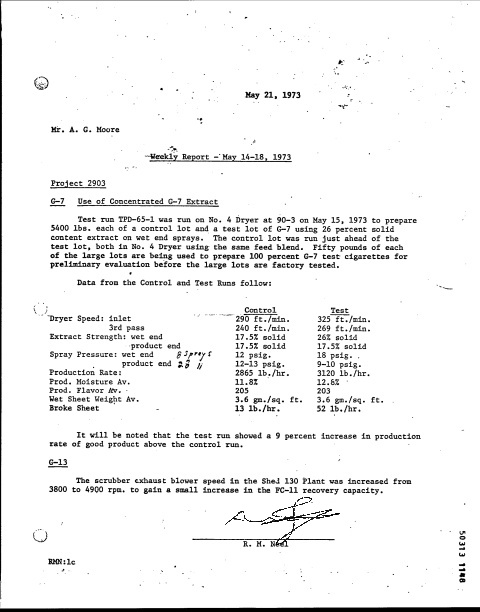 May 21, 1973
Mr. A. G. Moore
Weekly Report - May 14-18, 1973
Project 2903
G-7 Use of Concentrated G-7 Extract
Test run TPD-65-1 was run on No. 4 Dryer at 90-3 on May 15, 1973 to prepare
5400 lbs. each of a control lot and a test lot of G-7 using 26 percent solid
content extract on wet end sprays. The control lot was run just ahead of the
test lot, both in No. 4 Dryer using the same feed blend. Fifty pounds of each
of the large lots are being used to prepare 100 percent G-7 test cigarettes for
preliminary evaluation before the large lots are factory tested.
Data from the Control and Test Runs follow:
Control Test
Dryer Speed: inlet 290 ft./min. 325 ft./min.
3rd pass 240 ft./min. 269 ft./min.
Extract Strength: wet end 17.5% solid 26% solid
product end 17.5% solid 17.5% solid
Spray Pressure: wet end 8 sprays 12 psig. 18 psig.
product end 28 " 12-13 psig. 9-10 psig.
Production Rate: 2865 lb./hr. 3120 lb./hr.
Prod. Moisture Av. 11.8% 12.6%
Prod. Flavor Av. 205 203
Wet Sheet Weight Av. 3.6 gm./sq. ft. 3.6 gm./sq. ft.
Broke Sheet 13 lb./hr. 52 lb./hr.
It will be noted that the test run showed a 9 percent increase in production
rate of good product above the control run.
G-13
The scrubber exhaust blower speed in the Shed 130 Plant was increased from
3800 to 4900 rpm. to gain a small increase in the FC-11 recovery capacity.
R. M. Neel
RMN:lc
50313 1148